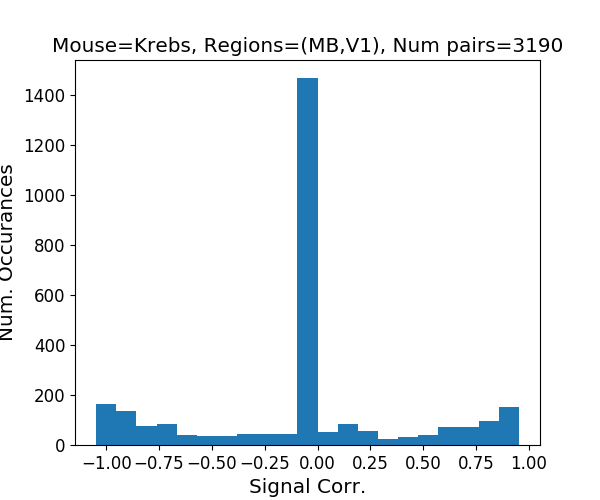 Mouse=Krebs, Regions=(MB,V1), Num pairs=3190
1400
1200
1000
800
600
400
200
0
Num. Occurances
−1.00 −0.75 −0.50 −0.25 0.00 0.25 0.50 0.75 1.00
Signal Corr.